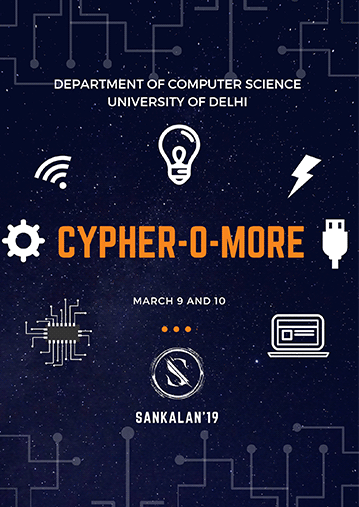 DEPARTMENT OF COMPUTER SCIENCE
UNIVERSITY OF DELHI
CYPHER-O-MORE
MARCH 9 AND 10
SANKALAN'19